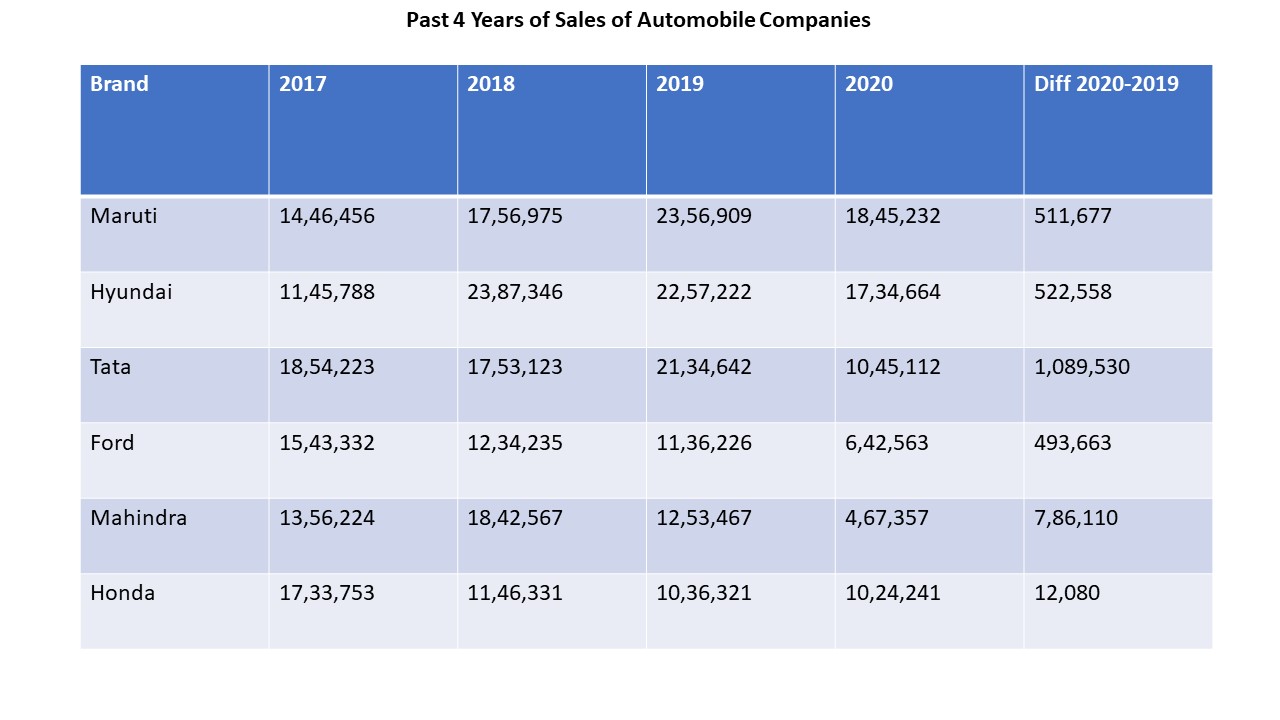 Past 4 Years of Sales of Automobile Companies
Brand 2017 2018 2019 2020 Diff 2020-2019
Maruti 14,46,456 17,56,975 23,56,909 18,45,232 511,677
Hyundai 11,45,788 23,87,346 22,57,222 17,34,664 522,558
Tata 18,54,223 17,53,123 21,34,642 10,45,112 1,089,530
Ford 15,43,332 12,34,235 11,36,226 6,42,563 493,663
Mahindra 13,56,224 18,42,567 12,53,467 4,67,357 7,86,110
Honda 17,33,753 11,46,331 10,36,321 10,24,241 12,080